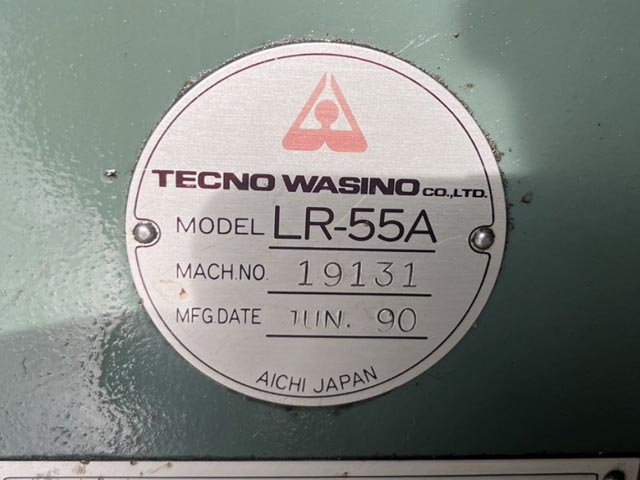 TECNO WASINO CO.,LTD.
MODEL LR-55A
MACH.NO. 19131
MFG.DATE JUN. 90
AICHI JAPAN